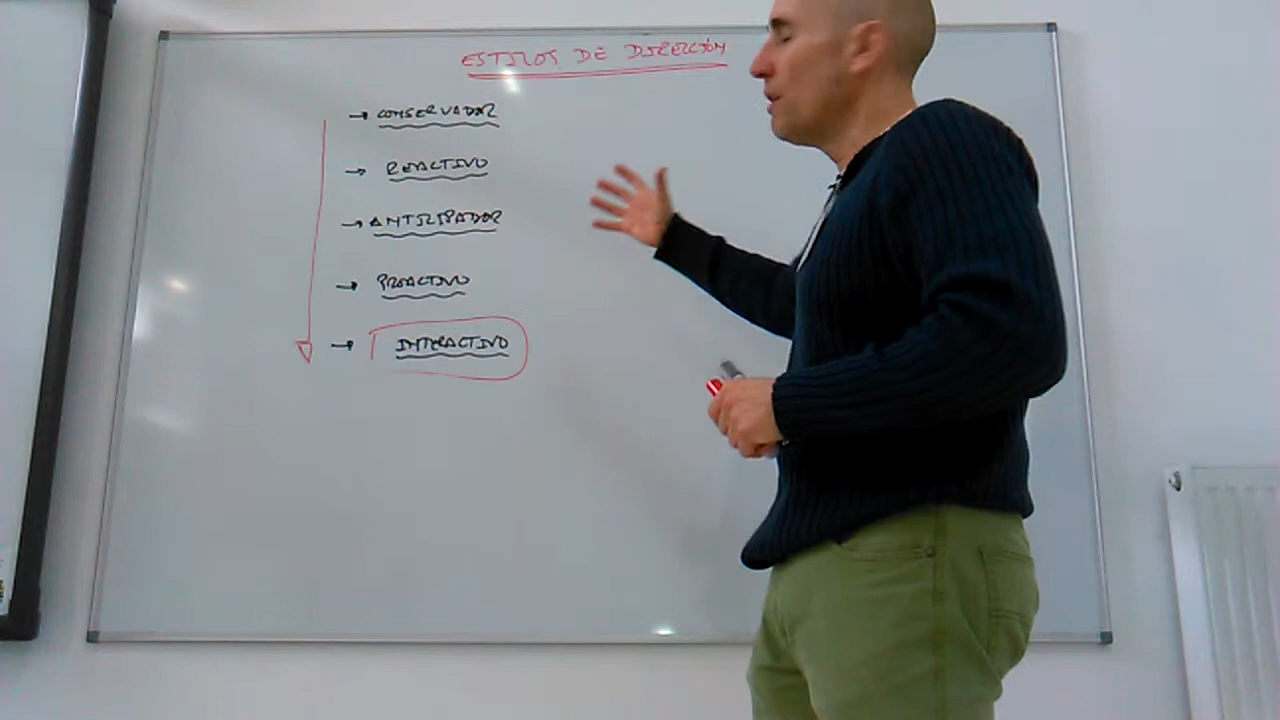 ESTILOS DE DIRECCIÓN
→ CONSERVADOR
→ REACTIVO
→ ANTICIPADOR
→ PROACTIVO
→ INTERACTIVO